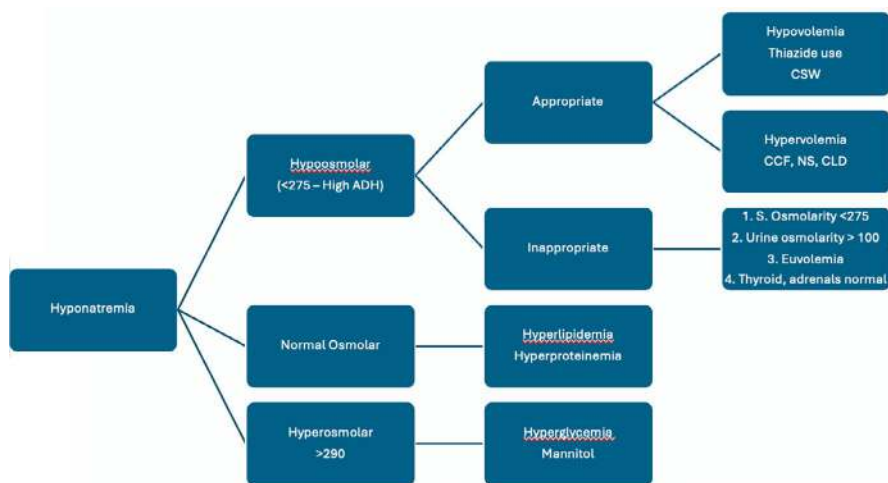 Hyponatremia
Hypoosmolar
(<275 – High ADH)
Appropriate
Hypovolemia
Thiazide use
CSW
Hypervolemia
CCF, NS, CLD
Inappropriate
1. S. Osmolarity <275
2. Urine osmolarity > 100
3. Euvolemia
4. Thyroid, adrenals normal
Normal Osmolar
Hyperlipidemia
Hyperproteinemia
Hyperosmolar
>290
Hyperglycemia
Mannitol